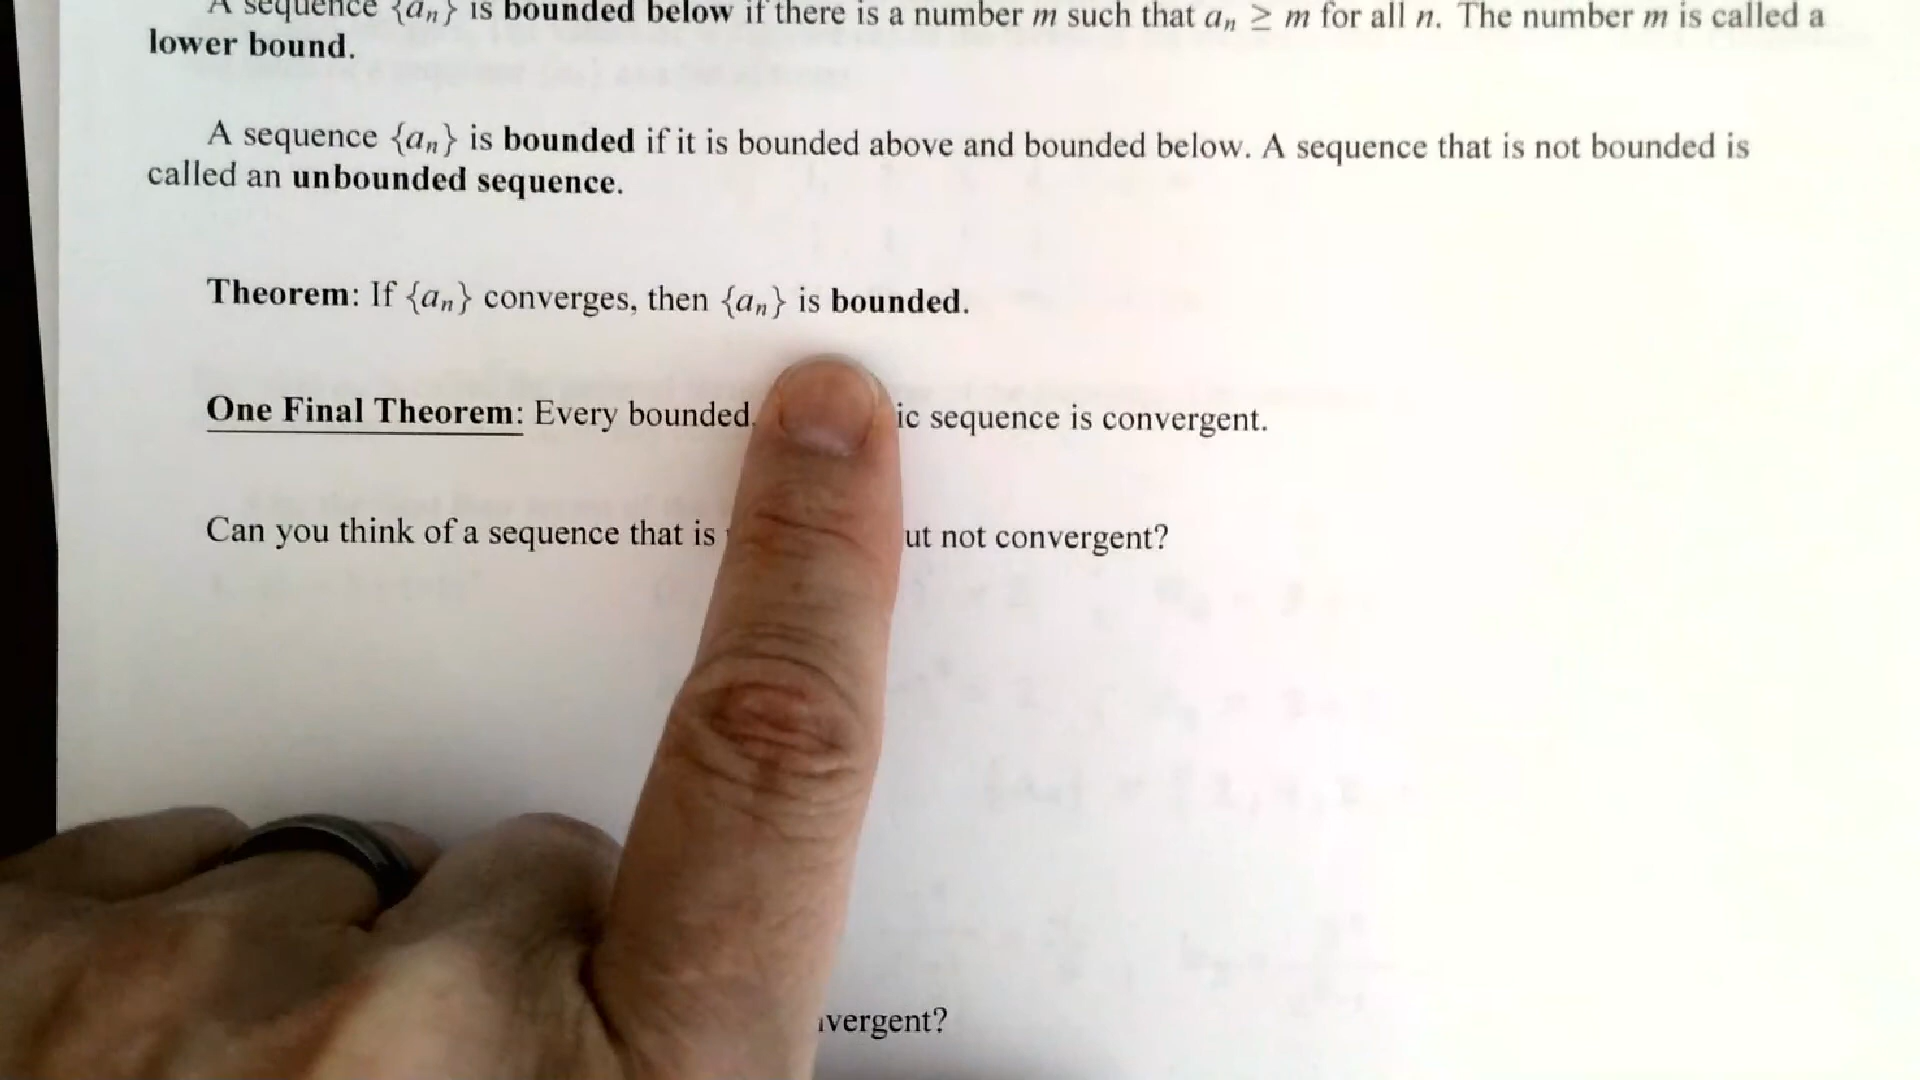 A sequence {aₙ} is bounded below if there is a number m such that aₙ ≥ m for all n. The number m is called a
lower bound.
A sequence {aₙ} is bounded if it is bounded above and bounded below. A sequence that is not bounded is
called an unbounded sequence.
Theorem: If {aₙ} converges, then {aₙ} is bounded.
One Final Theorem: Every bounded, ic sequence is convergent.
Can you think of a sequence that is ut not convergent?
vergent?